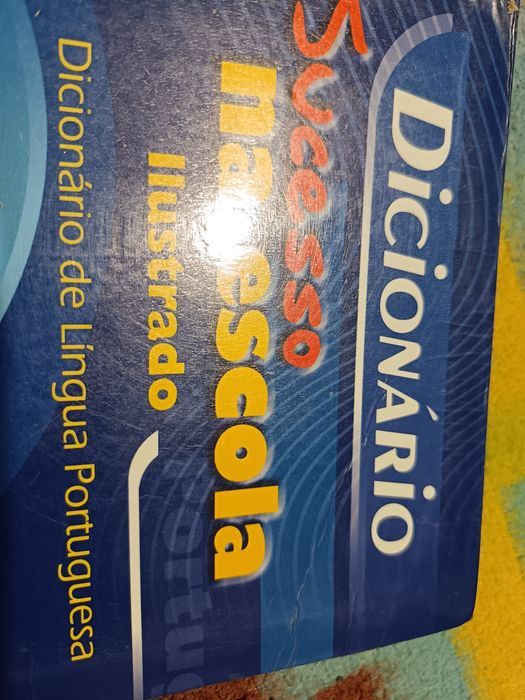 Dicionário
Sucesso
na escola
Ilustrado
Dicionário de Língua Portuguesa